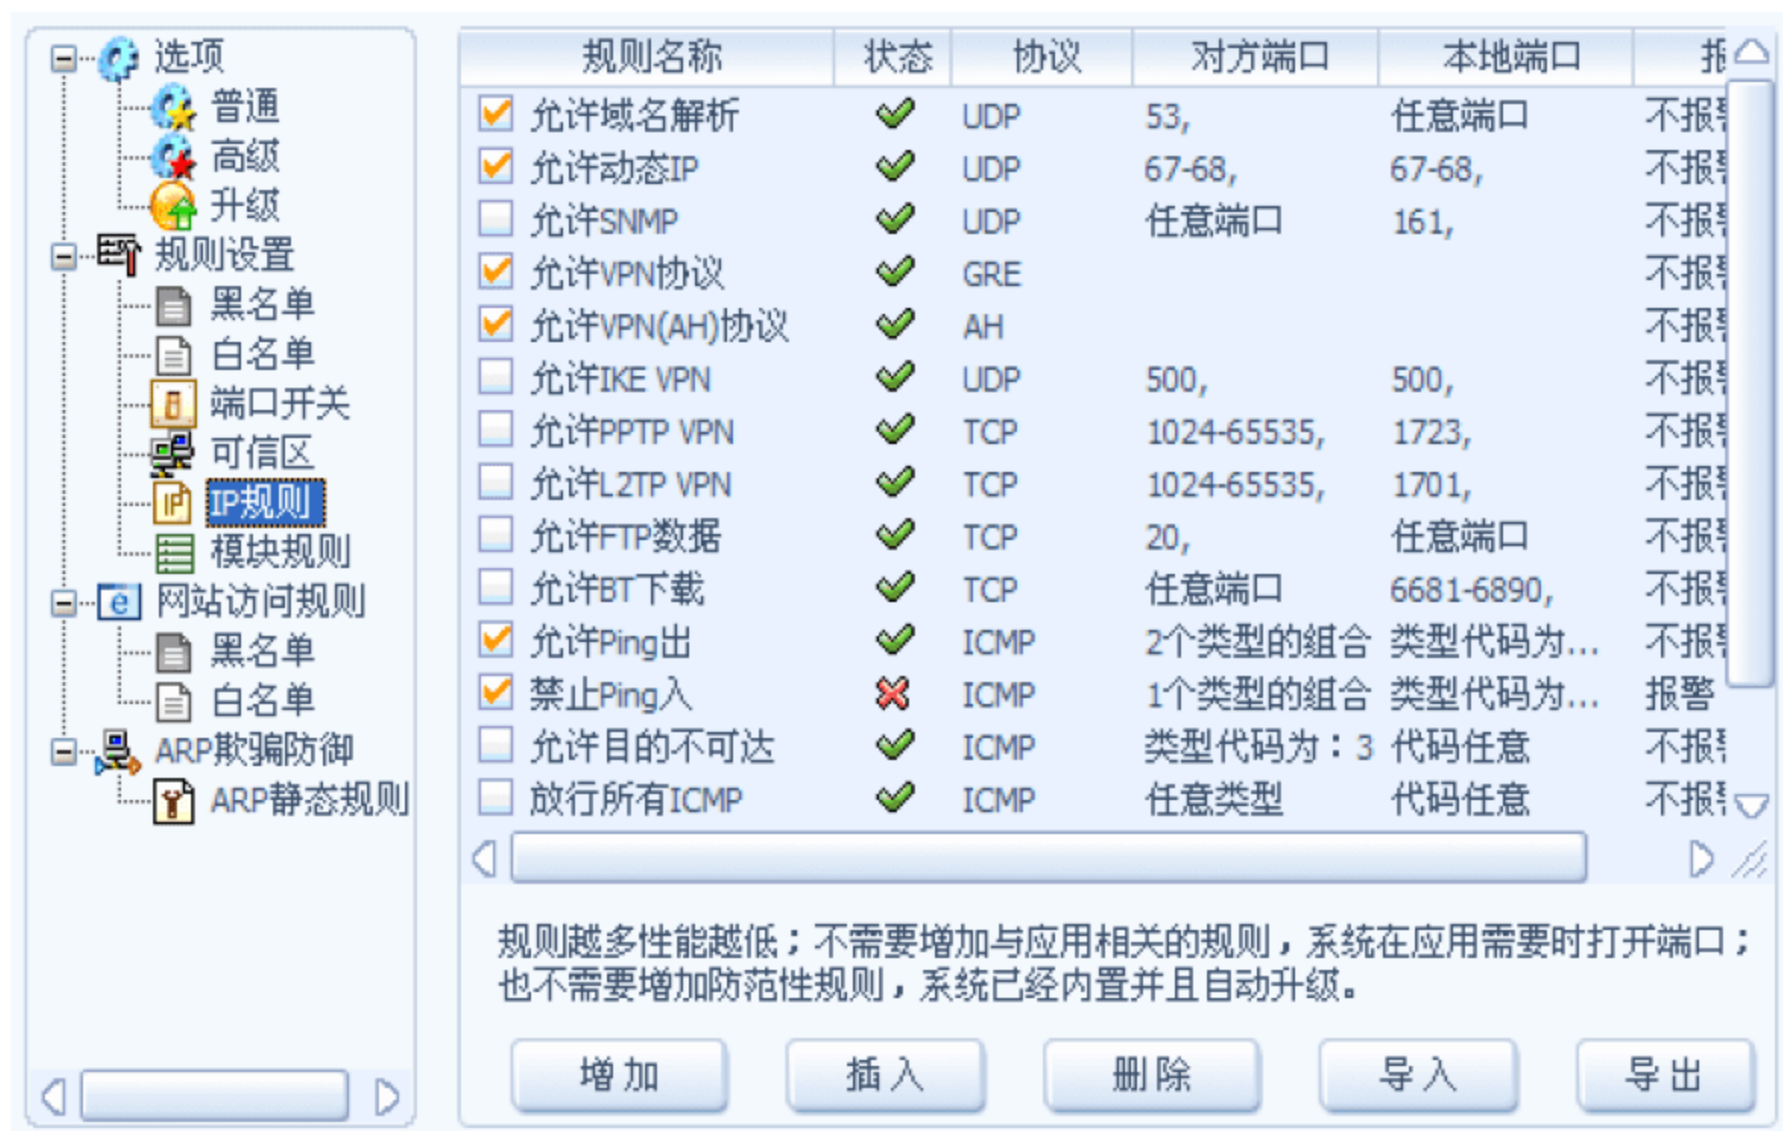 选项
普通
高级
升级
规则设置
黑名单
白名单
端口开关
可信区
IP规则
模块规则
网站访问规则
黑名单
白名单
ARP欺骗防御
ARP静态规则
规则名称 状态 协议 对方端口 本地端口
允许域名解析 UDP 53, 任意端口 不报
允许动态IP UDP 67-68, 67-68, 不报
允许SNMP UDP 任意端口 161, 不报
允许VPN协议 GRE 不报
允许VPN(AH)协议 AH 不报
允许IKE VPN UDP 500, 500, 不报
允许PPTP VPN TCP 1024-65535, 1723, 不报
允许L2TP VPN TCP 1024-65535, 1701, 不报
允许FTP数据 TCP 20, 任意端口 不报
允许BT下载 TCP 任意端口 6681-6890, 不报
允许Ping出 ICMP 2个类型的组合 类型代码为... 不报
禁止Ping入 ICMP 1个类型的组合 类型代码为... 报警
允许目的不可达 ICMP 类型代码为：3 代码任意 不报
放行所有ICMP ICMP 任意类型 代码任意 不报
规则越多性能越低；不需要增加与应用相关的规则，系统在应用需要时打开端口；
也不需要增加防范性规则，系统已经内置并且自动升级。
增加 插入 删除 导入 导出